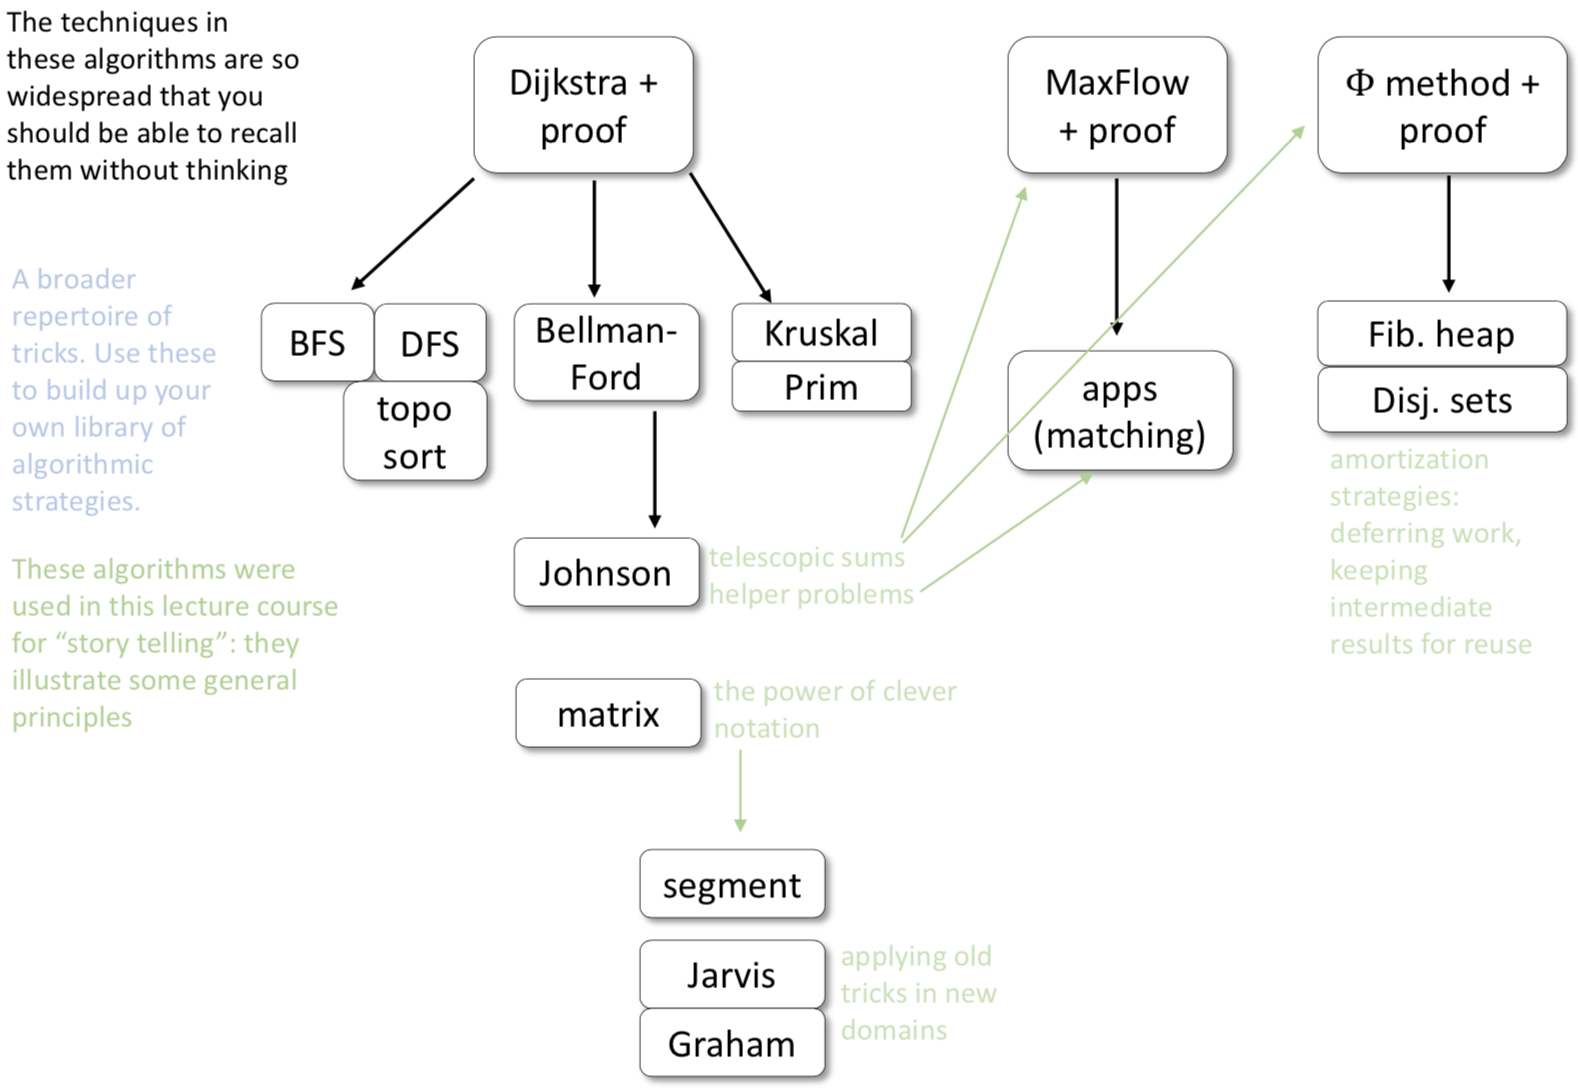 The techniques in
these algorithms are so
widespread that you
should be able to recall
them without thinking
A broader
repertoire of
tricks. Use these
to build up your
own library of
algorithmic
strategies.
These algorithms were
used in this lecture course
for “story telling”: they
illustrate some general
principles
Dijkstra +
proof
BFS
DFS
topo
sort
Bellman-
Ford
Kruskal
Prim
Johnson
telescopic sums
helper problems
matrix
the power of clever
notation
segment
Jarvis
Graham
applying old
tricks in new
domains
MaxFlow
+ proof
apps
(matching)
Φ method +
proof
Fib. heap
Disj. sets
amortization
strategies:
deferring work,
keeping
intermediate
results for reuse